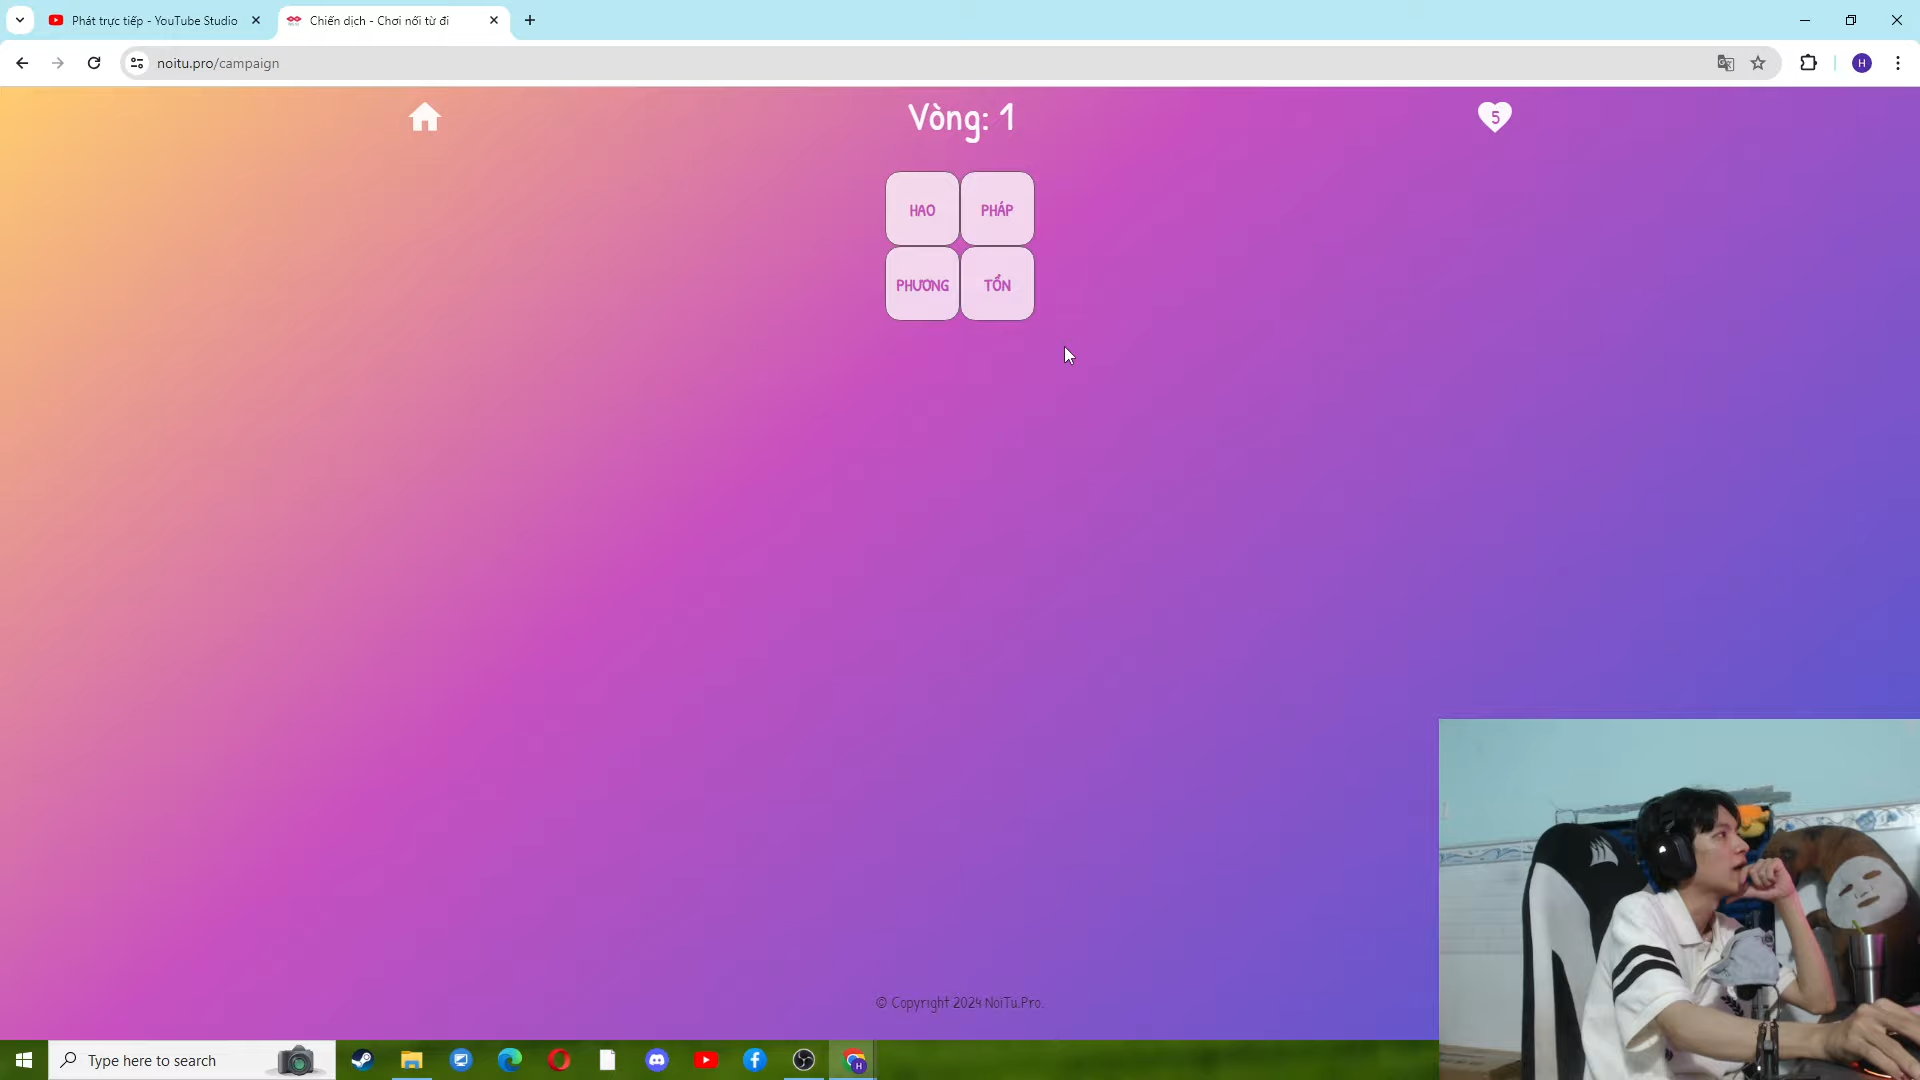 Phát trực tiếp - YouTube Studio
Chiến dịch - Chơi nối từ đi
noitu.pro/campaign
H
Vòng: 1
5
HAO
PHÁP
PHƯƠNG
TỔN
© Copyright 2024 NoiTu.Pro.
Type here to search